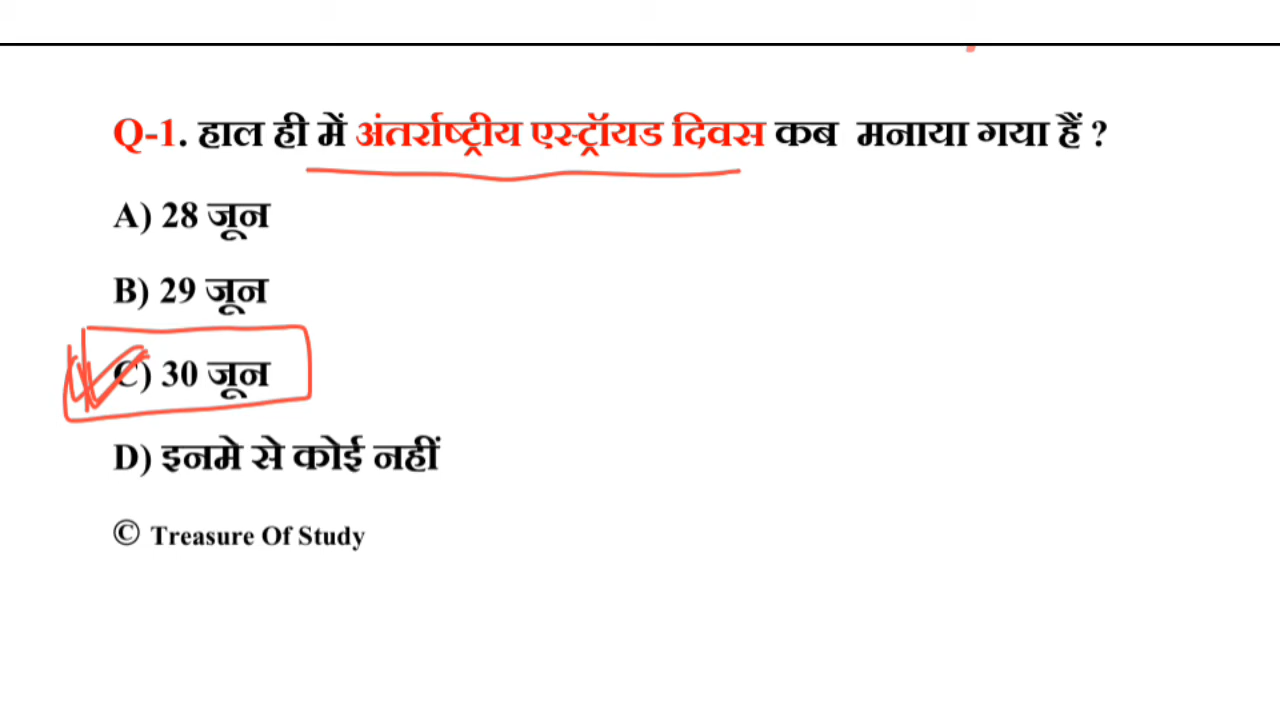 Q-1. हाल ही में अंतर्राष्ट्रीय एस्ट्रॉयड दिवस कब मनाया गया हैं ?
A) 28 जून
B) 29 जून
C) 30 जून
D) इनमे से कोई नहीं
© Treasure Of Study